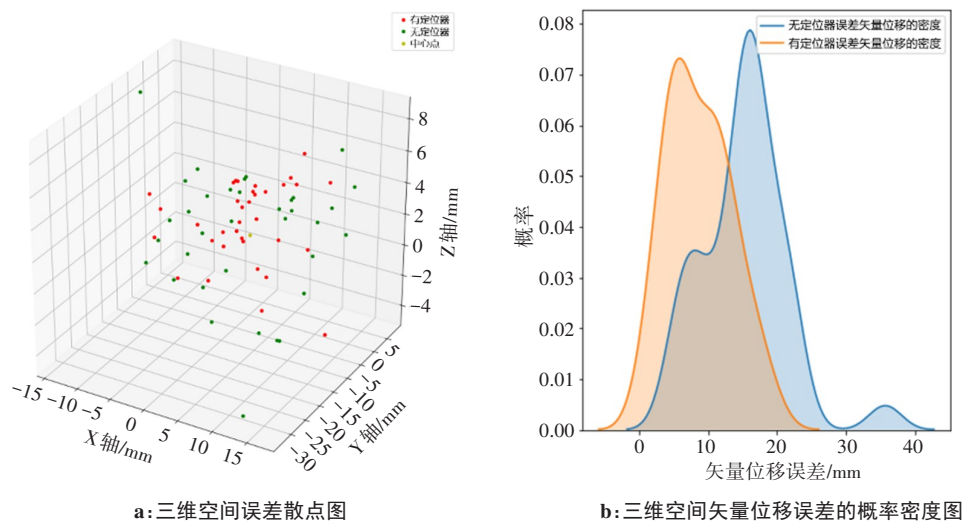 有定位器
无定位器
中心点
8
6
4
2
0
−2
−4
Z轴/mm
−15 −10 −5 0 5 10 15
X轴/mm
5
0
−5
−10
−15
−20
−25
−30
Y轴/mm
a:三维空间误差散点图
无定位器误差矢量位移的密度
有定位器误差矢量位移的密度
0.08
0.07
0.06
0.05
0.04
0.03
0.02
0.01
0.00
概率
0 10 20 30 40
矢量位移误差/mm
b:三维空间矢量位移误差的概率密度图